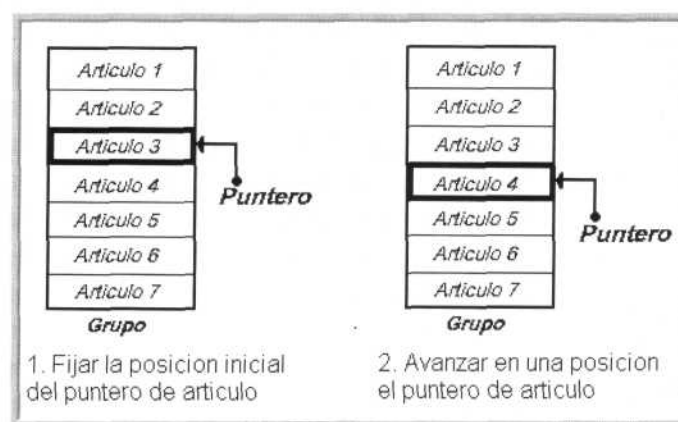 Articulo 1
Articulo 2
Articulo 3
Articulo 4
Articulo 5
Articulo 6
Articulo 7
Grupo
Puntero
1. Fijar la posicion inicial
del puntero de articulo
Articulo 1
Articulo 2
Articulo 3
Articulo 4
Articulo 5
Articulo 6
Articulo 7
Grupo
Puntero
2. Avanzar en una posicion
el puntero de articulo